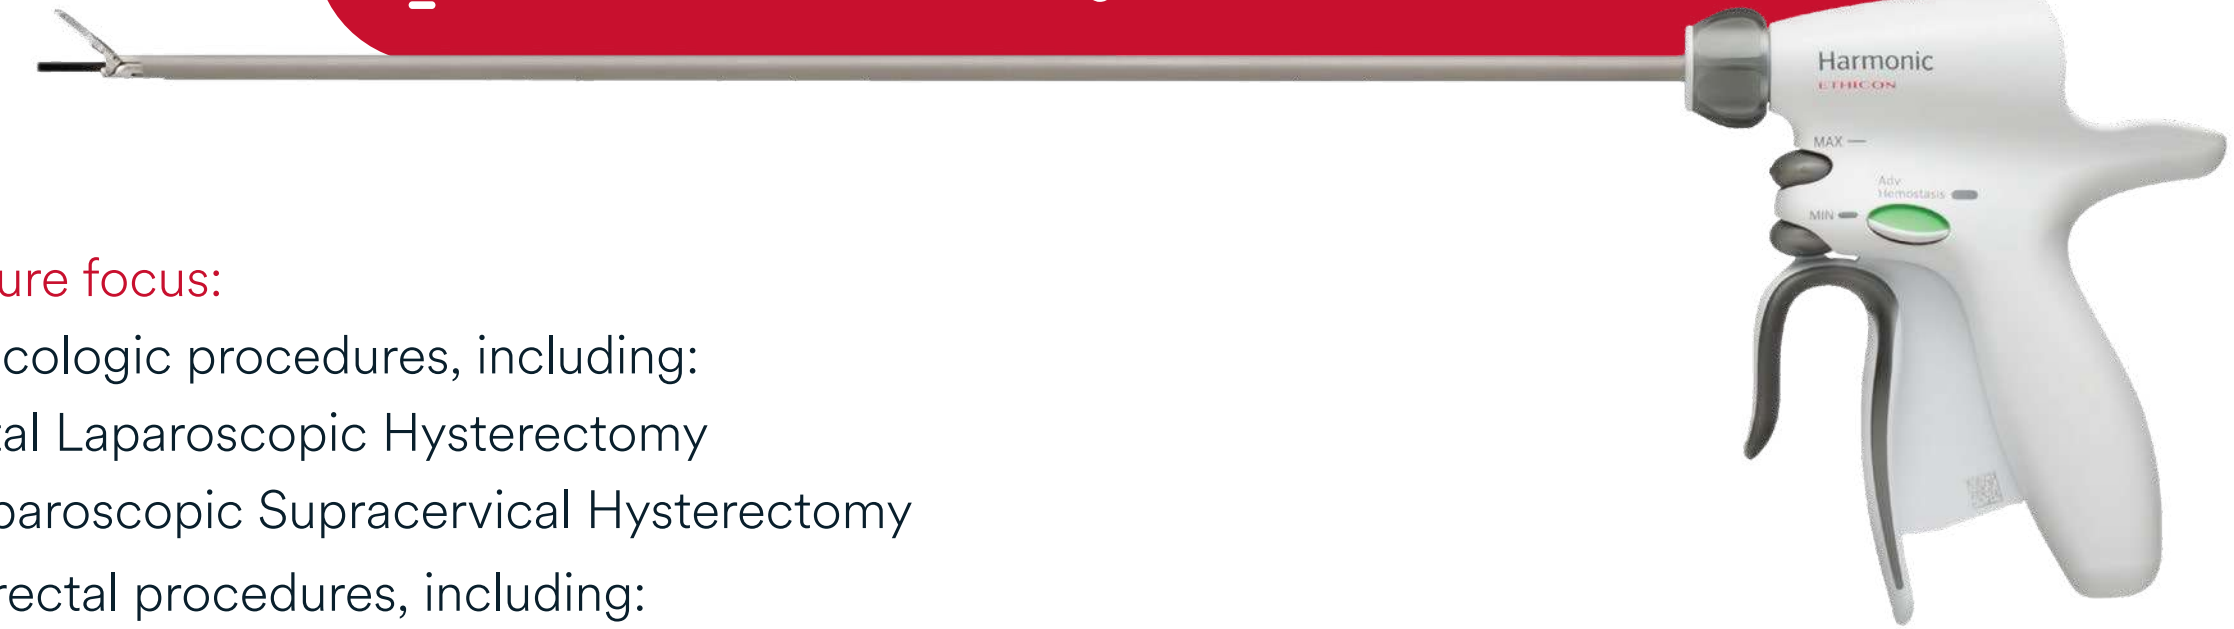 Harmonic
ETHICON
MAX
Adv
Hemostasis
MIN
ure focus:
cologic procedures, including:
tal Laparoscopic Hysterectomy
paroscopic Supracervical Hysterectomy
rectal procedures, including: